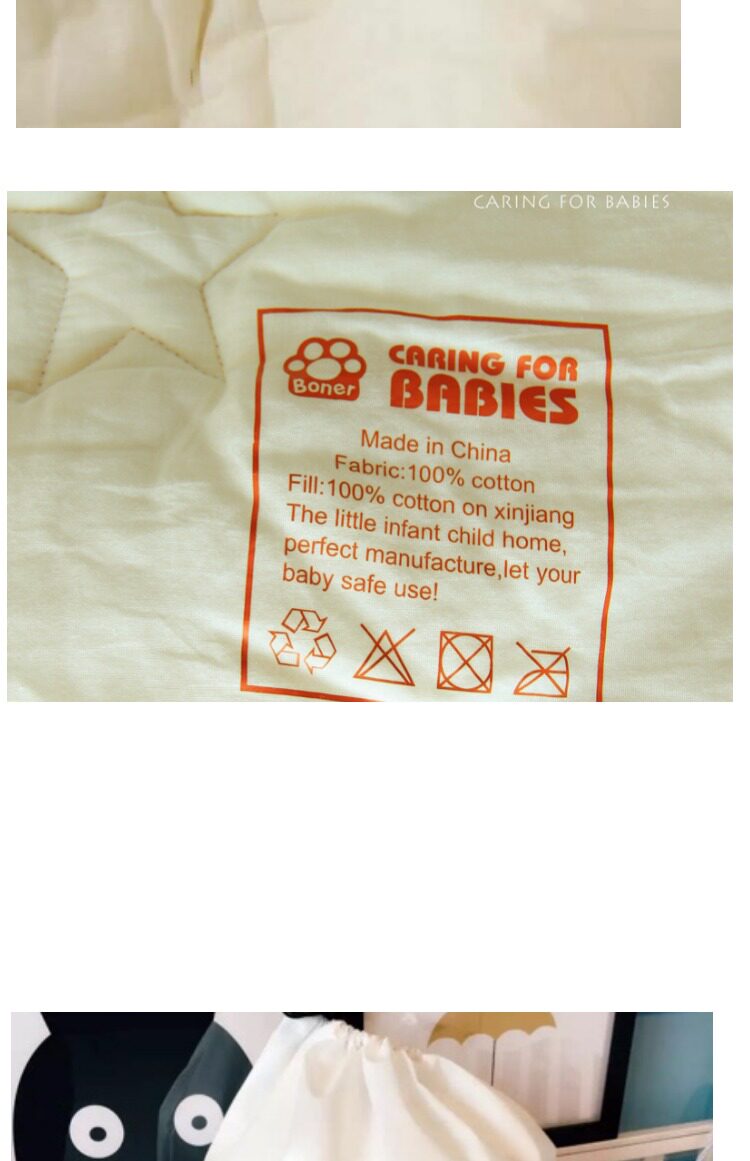 CARING FOR BABIES
Boner
CARING FOR
BABIES
Made in China
Fabric:100% cotton
Fill:100% cotton on xinjiang
The little infant child home,
perfect manufacture,let your
baby safe use!